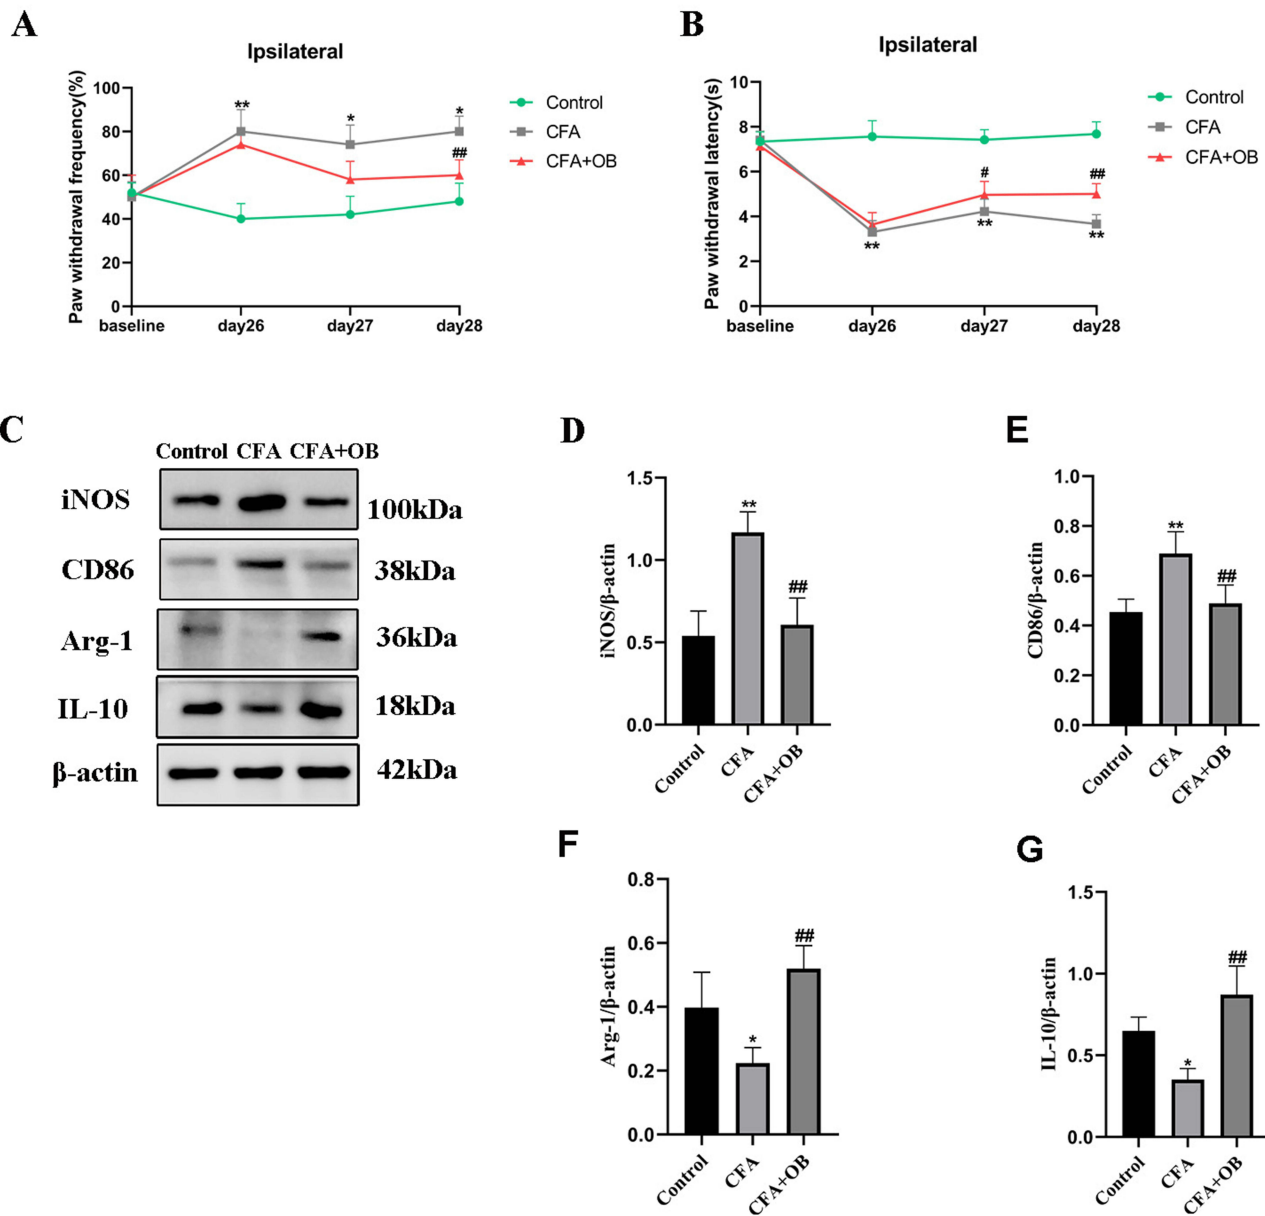 A
Ipsilateral
Paw withdrawal frequency(%)
100
80
60
40
20
0
baseline
day26
day27
day28
**
*
*
##
Control
CFA
CFA+OB
B
Ipsilateral
Paw withdrawal latency(s)
10
8
6
4
2
0
baseline
day26
day27
day28
**
#
**
##
**
Control
CFA
CFA+OB
C
Control CFA CFA+OB
iNOS 100kDa
CD86 38kDa
Arg-1 36kDa
IL-10 18kDa
β-actin 42kDa
D
iNOS/β-actin
1.5
1.0
0.5
0.0
**
##
Control
CFA
CFA+OB
E
CD86/β-actin
1.0
0.8
0.6
0.4
0.2
0.0
**
##
Control
CFA
CFA+OB
F
Arg-1/β-actin
0.8
0.6
0.4
0.2
0.0
*
##
Control
CFA
CFA+OB
G
IL-10/β-actin
1.5
1.0
0.5
0.0
*
##
Control
CFA
CFA+OB